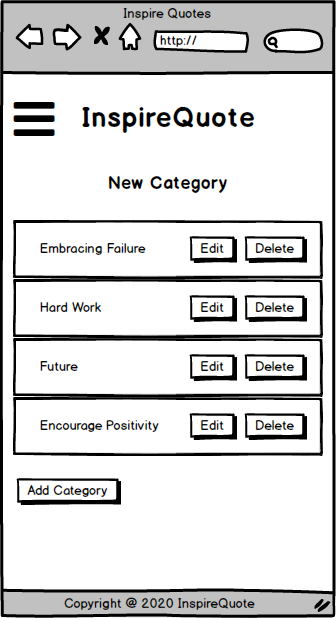 Inspire Quotes
http://
InspireQuote
New Category
Embracing Failure Edit Delete
Hard Work Edit Delete
Future Edit Delete
Encourage Positivity Edit Delete
Add Category
Copyright @ 2020 InspireQuote